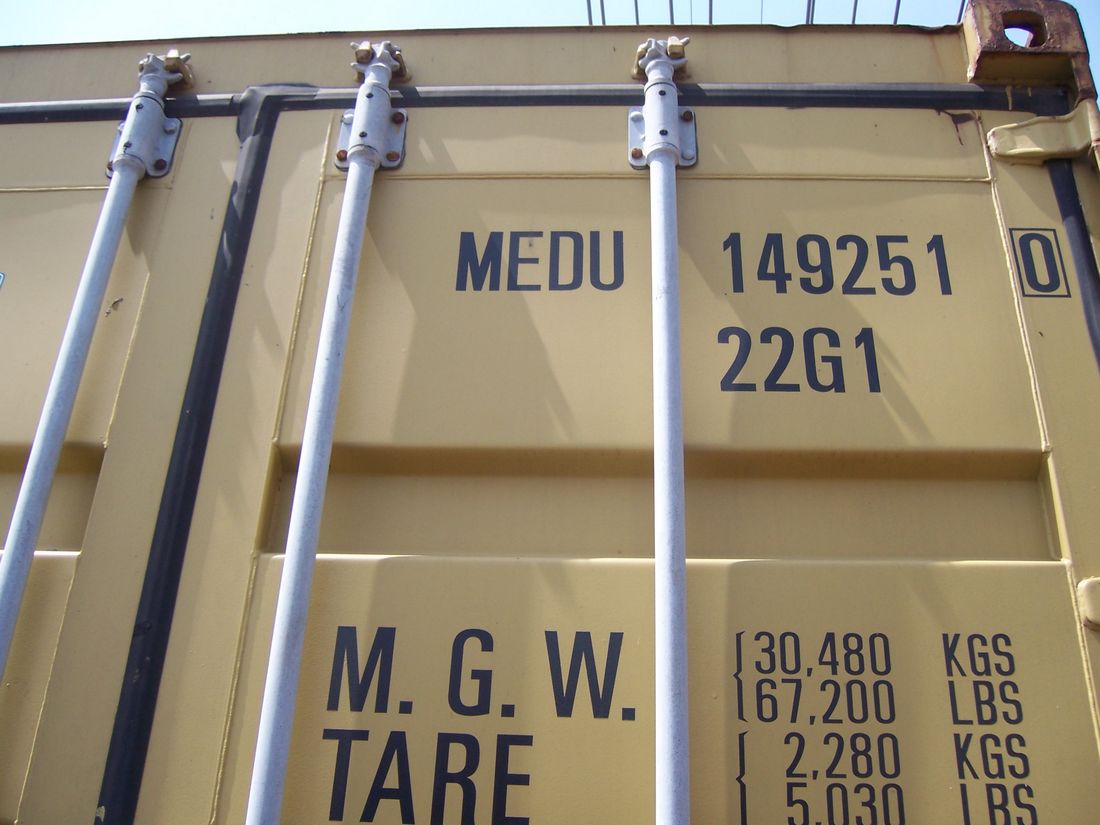 MEDU 149251 0
22G1
M. G. W. 30,480 KGS
67,200 LBS
TARE 2,280 KGS
5,030 LBS